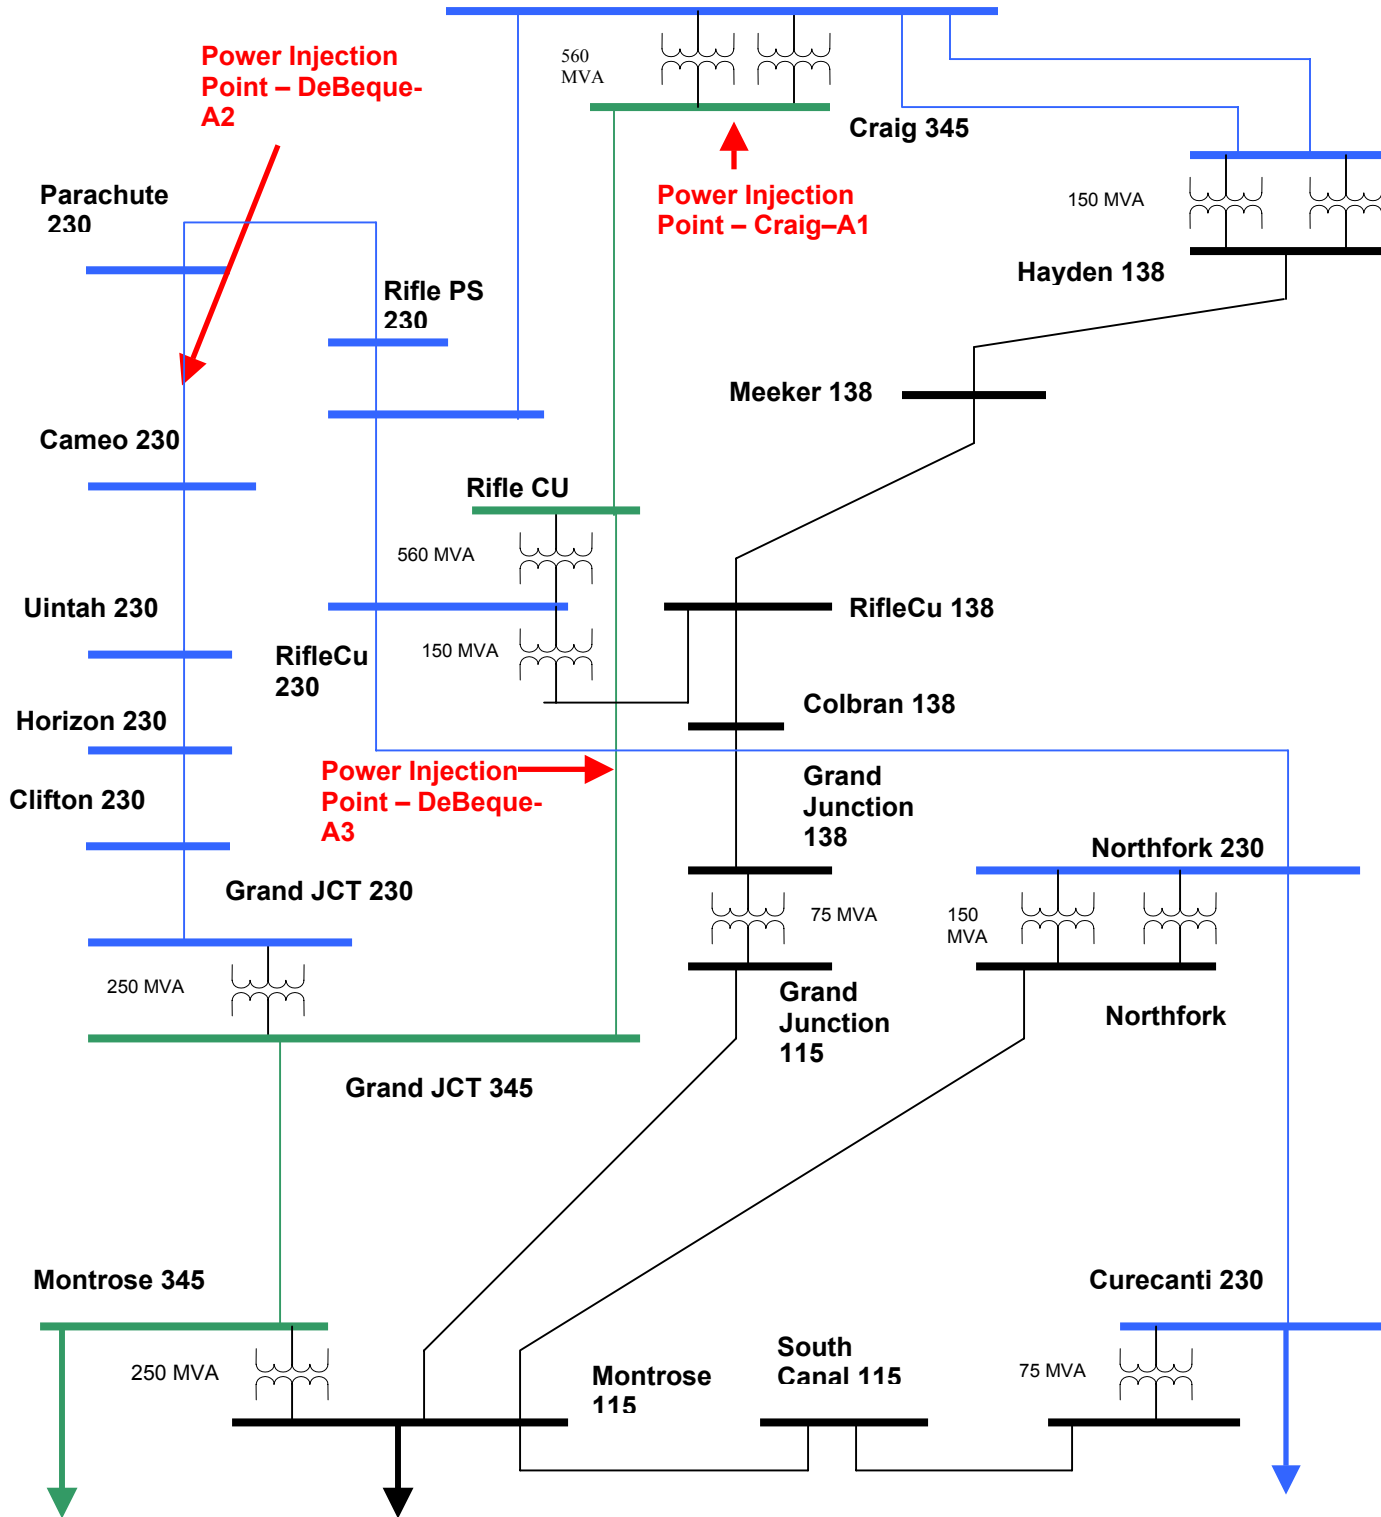 Power Injection
Point – DeBeque-
A2
560
MVA
Craig 345
Power Injection
Point – Craig–A1
150 MVA
Hayden 138
Parachute
230
Rifle PS
230
Meeker 138
Cameo 230
Rifle CU
560 MVA
Uintah 230
RifleCu
230
150 MVA
RifleCu 138
Colbran 138
Horizon 230
Power Injection
Point – DeBeque-
A3
Clifton 230
Grand
Junction
138
Northfork 230
Grand JCT 230
75 MVA
150
MVA
250 MVA
Grand
Junction
115
Northfork
Grand JCT 345
Montrose 345
Curecanti 230
250 MVA
Montrose
115
South
Canal 115
75 MVA